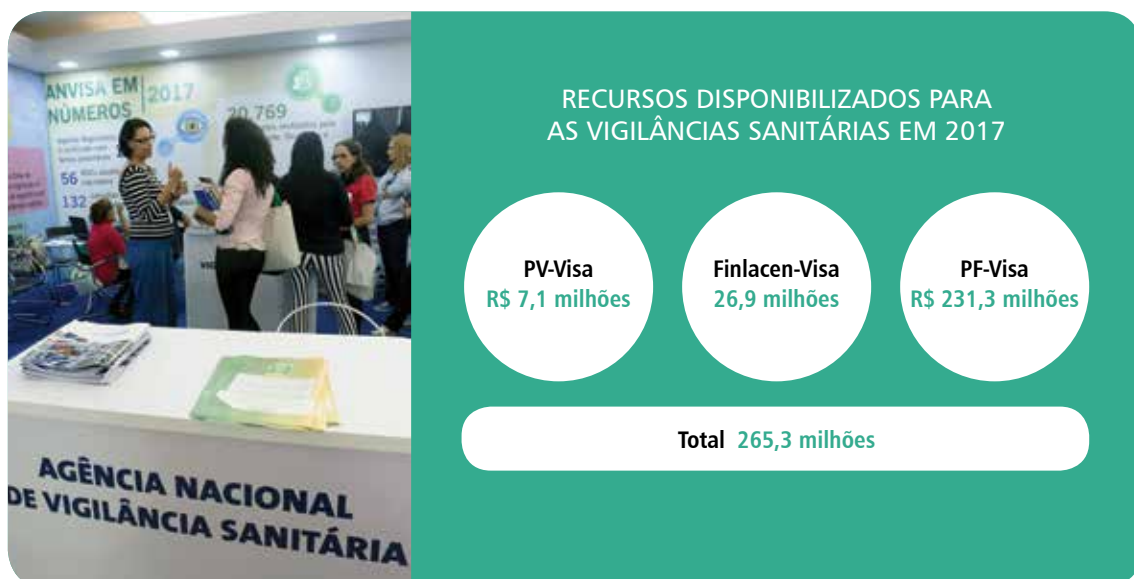 ANVISA EM
NÚMEROS
2017
20.769
56
132
AGÊNCIA NACIONAL
DE VIGILÂNCIA SANITÁRIA
RECURSOS DISPONIBILIZADOS PARA
AS VIGILÂNCIAS SANITÁRIAS EM 2017
PV-Visa
R$ 7,1 milhões
Finlacen-Visa
26,9 milhões
PF-Visa
R$ 231,3 milhões
Total 265,3 milhões